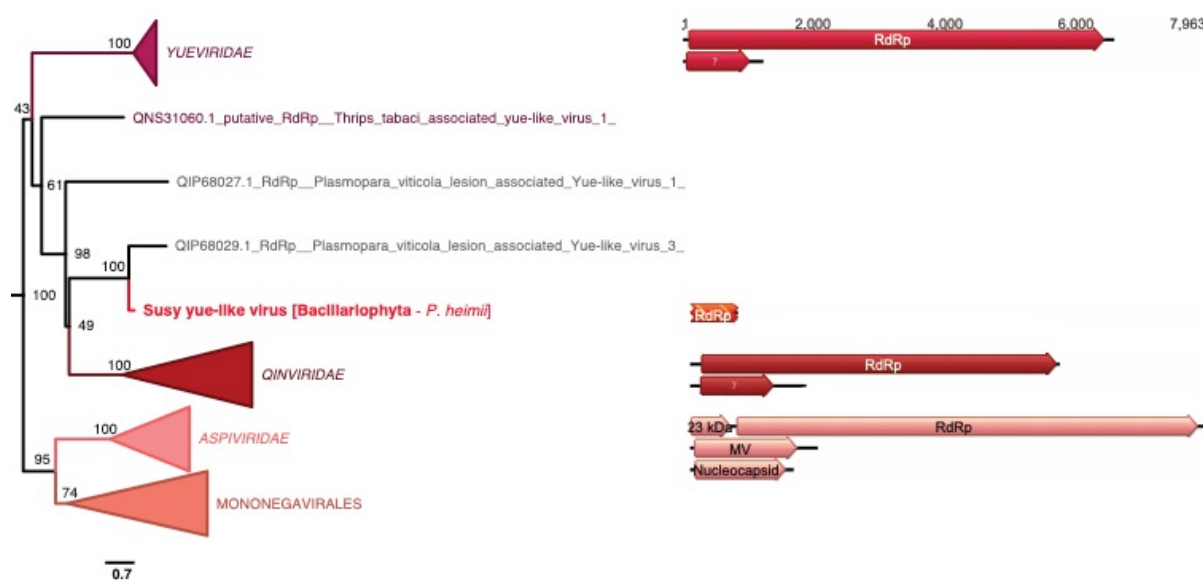 1 2,000 4,000 6,000 7,963
100 YUEVIRIDAE RdRp
?
43
QNS31060.1_putative_RdRp__Thrips_tabaci_associated_yue-like_virus_1_
61 QIP68027.1_RdRp__Plasmopara_viticola_lesion_associated_Yue-like_virus_1_
98 QIP68029.1_RdRp__Plasmopara_viticola_lesion_associated_Yue-like_virus_3_
100
100
Susy yue-like virus [Bacillariophyta - P. heimii] RdRp
49
100 QINVIRIDAE RdRp
?
100 ASPIVIRIDAE 23 kDa RdRp
MV
95 Nucleocapsid
74 MONONEGAVIRALES
0.7